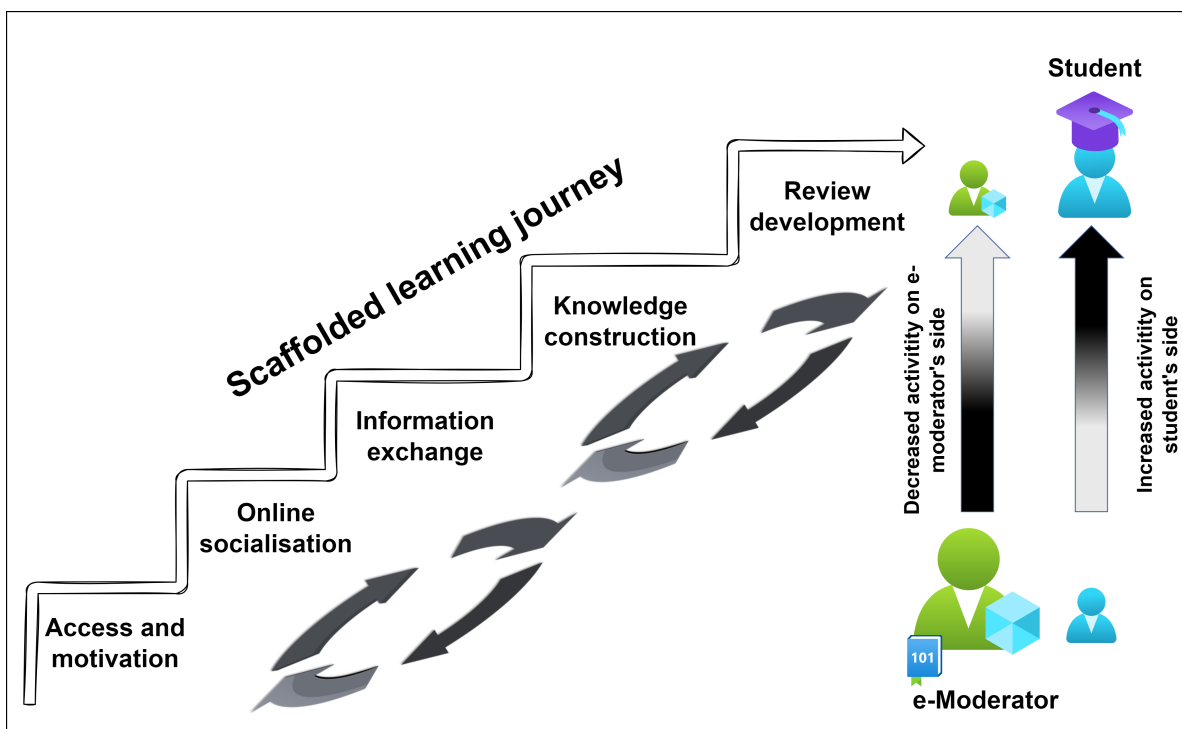 Student
Review
development
Scaffolded learning journey
Knowledge
construction
Information
exchange
Online
socialisation
Access and
motivation
Decreased activitity on e-
moderator's side
Increased activity on
student's side
101
e-Moderator